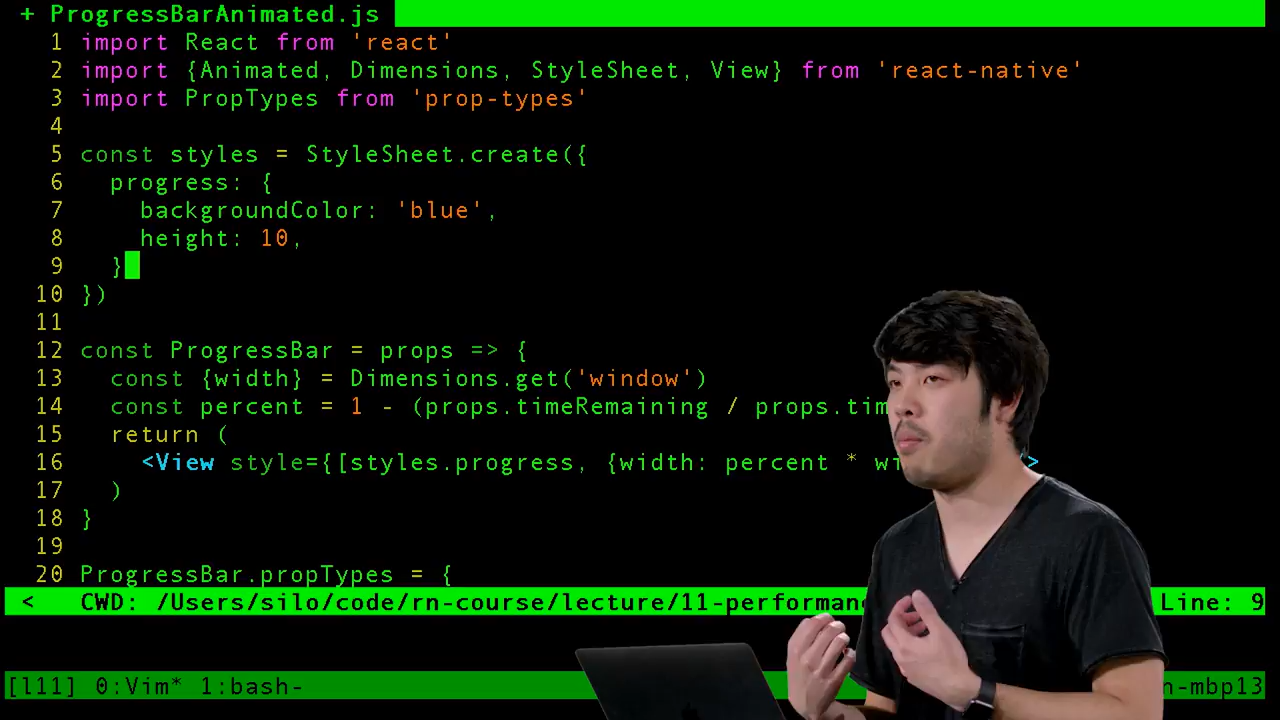 + ProgressBarAnimated.js
1 import React from 'react'
2 import {Animated, Dimensions, StyleSheet, View} from 'react-native'
3 import PropTypes from 'prop-types'
4
5 const styles = StyleSheet.create({
6 progress: {
7 backgroundColor: 'blue',
8 height: 10,
9 }
10 })
11
12 const ProgressBar = props => {
13 const {width} = Dimensions.get('window')
14 const percent = 1 - (props.timeRemaining / props.tim
15 return (
16 <View style={[styles.progress, {width: percent * wi >
17 )
18 }
19
20 ProgressBar.propTypes = {
< CWD: /Users/silo/code/rn-course/lecture/11-performan Line: 9
[l11] 0:Vim* 1:bash- n-mbp13